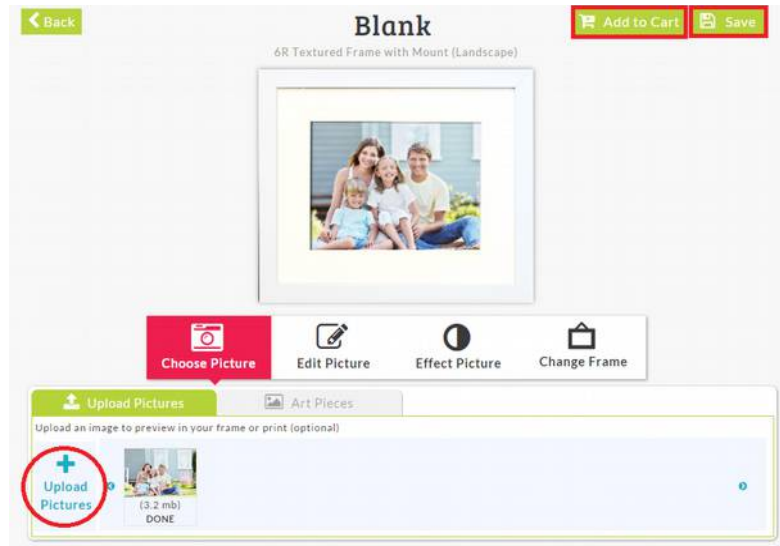 Back
Blank
Add to Cart
Save
6R Textured Frame with Mount (Landscape)
Choose Picture
Edit Picture
Effect Picture
Change Frame
Upload Pictures
Art Pieces
Upload an image to preview in your frame or print (optional)
Upload
Pictures
(3.2 mb)
DONE